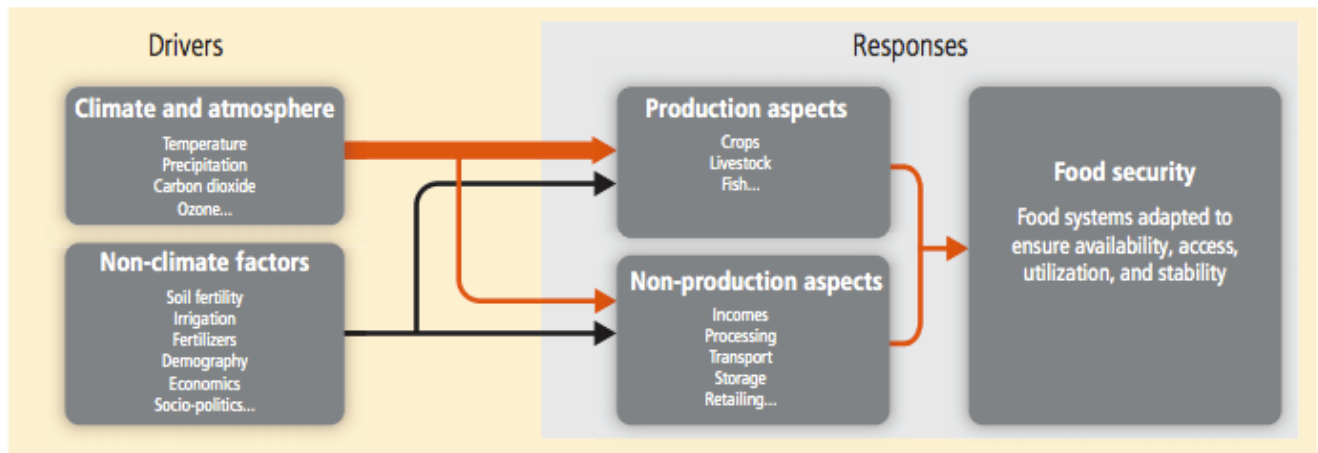 Drivers
Responses
Climate and atmosphere
Temperature
Precipitation
Carbon dioxide
Ozone...
Non-climate factors
Soil fertility
Irrigation
Fertilizers
Demography
Economics
Socio-politics...
Production aspects
Crops
Livestock
Fish...
Non-production aspects
Incomes
Processing
Transport
Storage
Retailing...
Food security
Food systems adapted to
ensure availability, access,
utilization, and stability